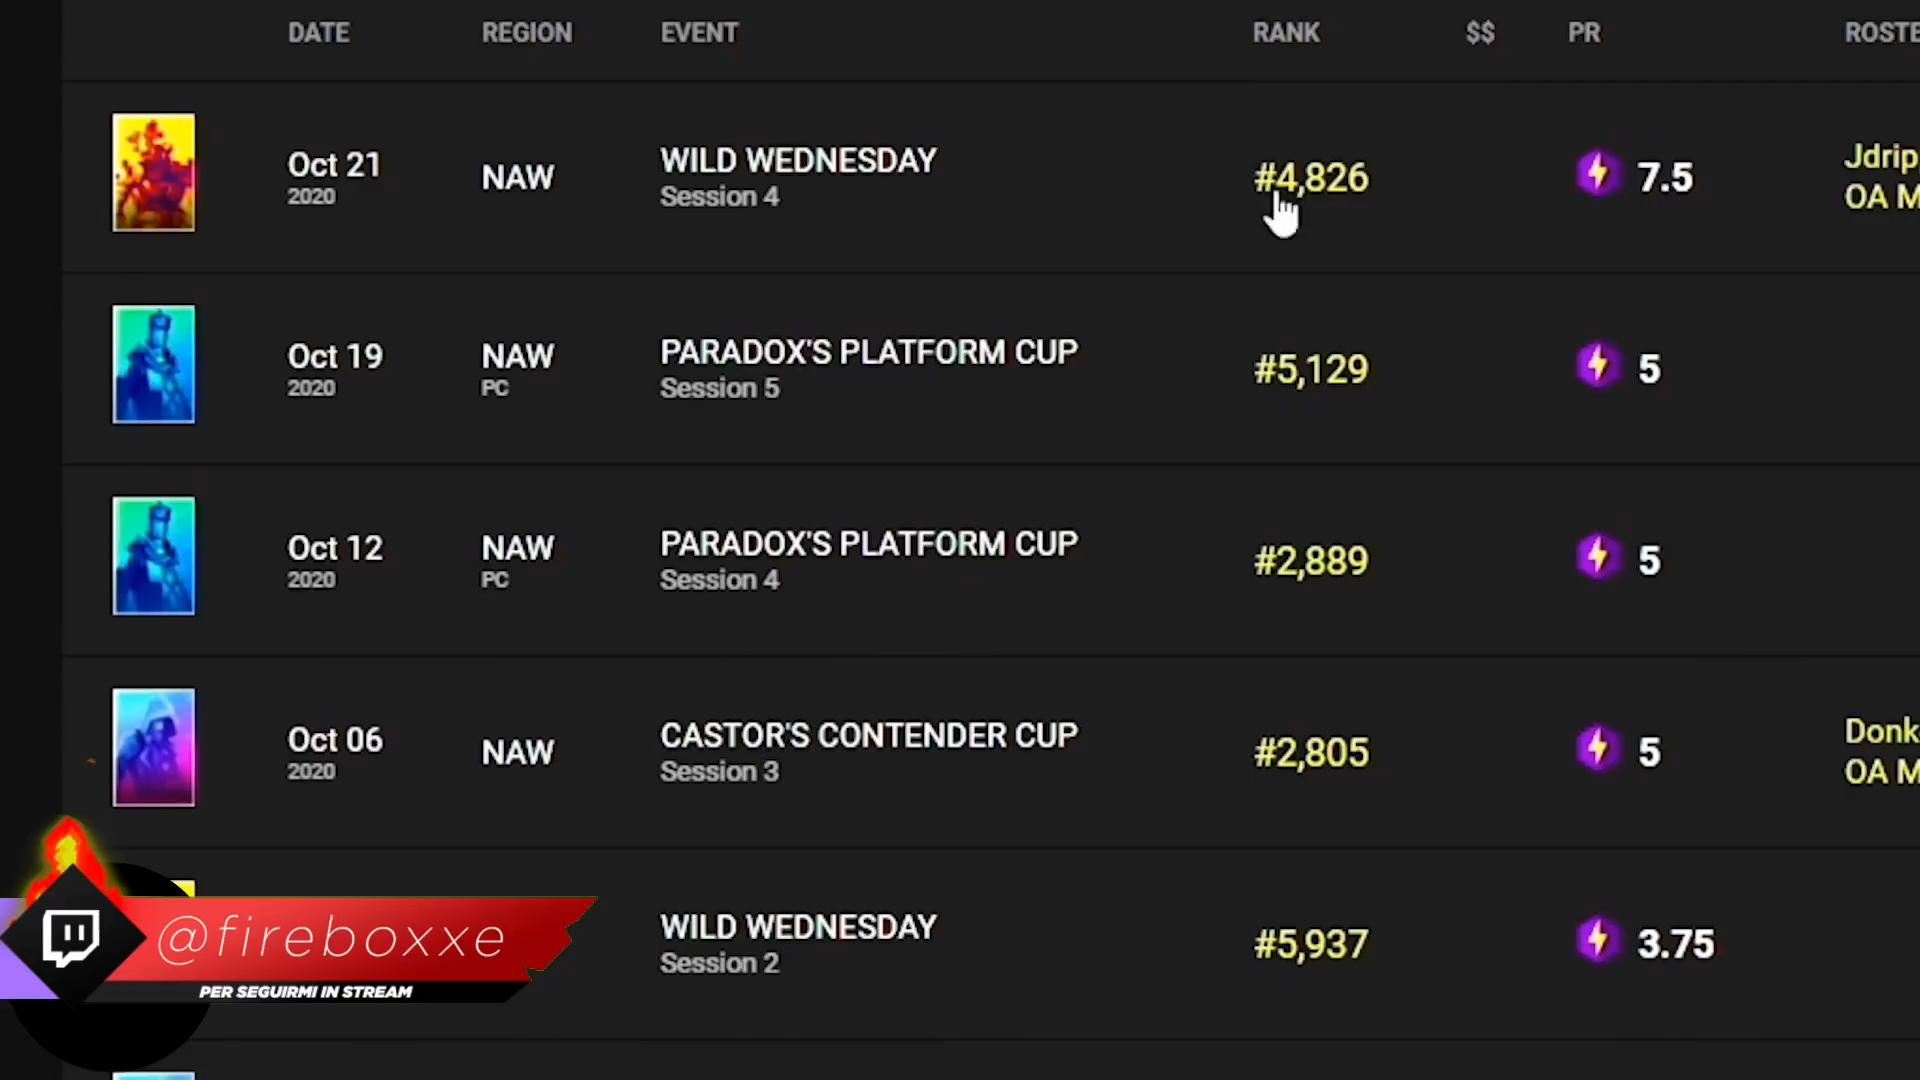 DATE REGION EVENT RANK $$ PR
Oct 21
2020
NAW
WILD WEDNESDAY
Session 4
#4,826
7.5
OA M
Oct 19
2020
NAW
PC
PARADOX'S PLATFORM CUP
Session 5
#5,129
5
Oct 12
2020
NAW
PC
PARADOX'S PLATFORM CUP
Session 4
#2,889
5
Oct 06
2020
NAW
CASTOR'S CONTENDER CUP
Session 3
#2,805
5
OA M
WILD WEDNESDAY
Session 2
#5,937
3.75
@fireboxxe
PER SEGUIRMI IN STREAM